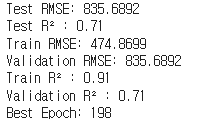 Test RMSE: 835.6892
Test R² : 0.71
Train RMSE: 474.8699
Validation RMSE: 835.6892
Train R² : 0.91
Validation R² : 0.71
Best Epoch: 198